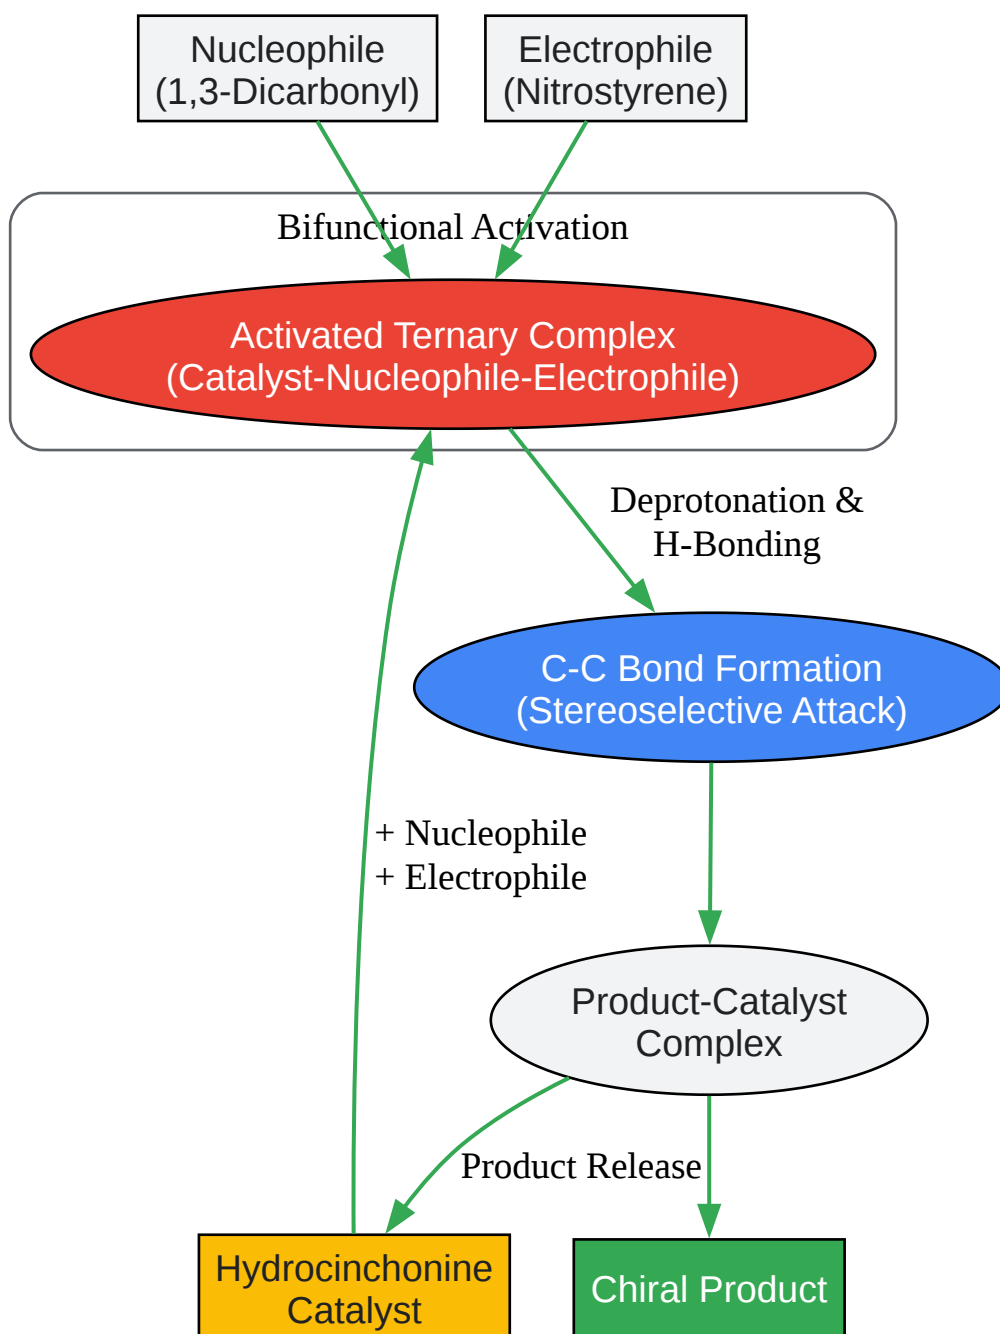 Nucleophile
(1,3-Dicarbonyl)
Electrophile
(Nitrostyrene)
Bifunctional Activation
Activated Ternary Complex
(Catalyst-Nucleophile-Electrophile)
Deprotonation &
H-Bonding
C-C Bond Formation
(Stereoselective Attack)
+ Nucleophile
+ Electrophile
Product-Catalyst
Complex
Product Release
Hydrocinchonine
Catalyst
Chiral Product